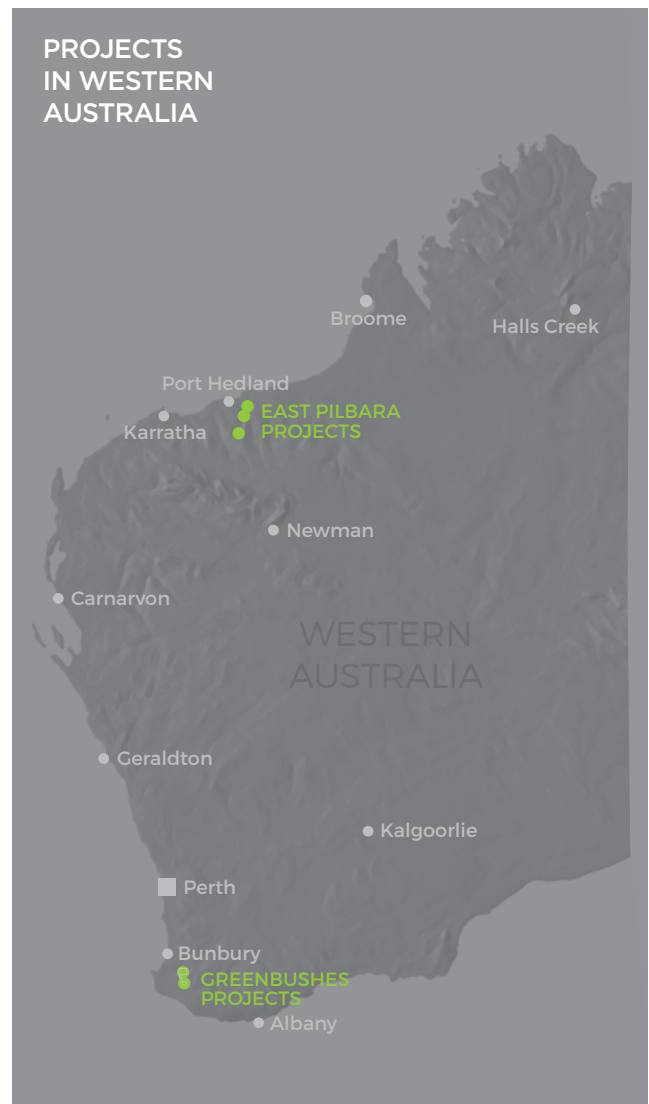 PROJECTS
IN WESTERN
AUSTRALIA
Broome
Halls Creek
Port Hedland
EAST PILBARA
PROJECTS
Karratha
Newman
Carnarvon
WESTERN
AUSTRALIA
Geraldton
Kalgoorlie
Perth
Bunbury
GREENBUSHES
PROJECTS
Albany